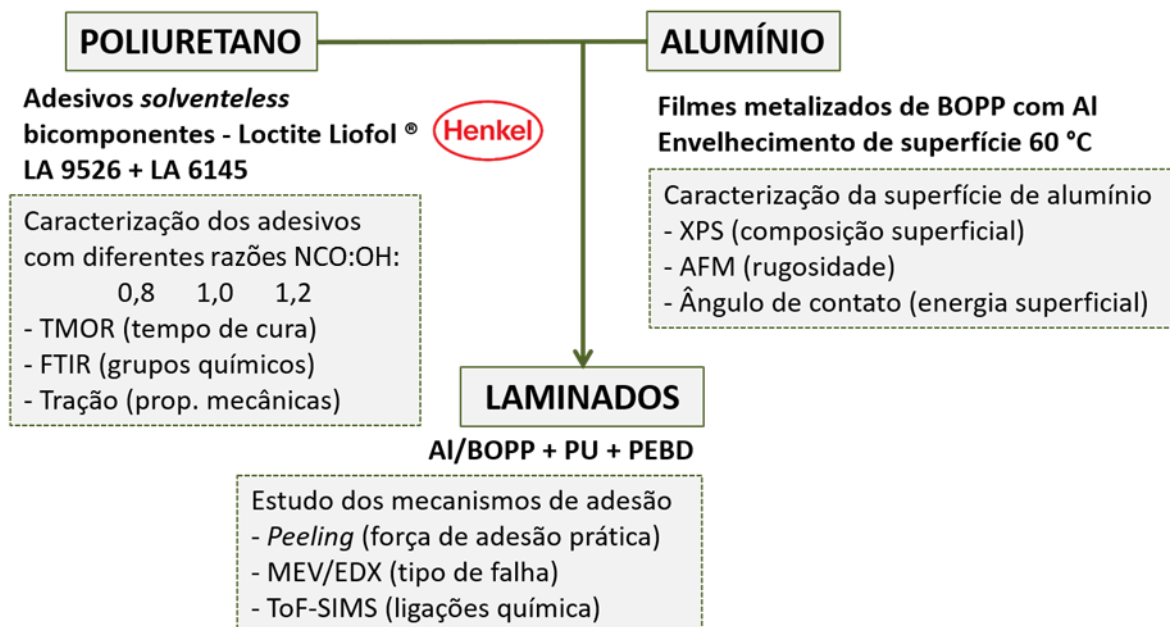 POLIURETANO
Adesivos solventeless
bicomponentes - Loctite Liofol ®
LA 9526 + LA 6145
Henkel
Caracterização dos adesivos
com diferentes razões NCO:OH:
0,8 1,0 1,2
- TMOR (tempo de cura)
- FTIR (grupos químicos)
- Tração (prop. mecânicas)
ALUMÍNIO
Filmes metalizados de BOPP com Al
Envelhecimento de superfície 60 °C
Caracterização da superfície de alumínio
- XPS (composição superficial)
- AFM (rugosidade)
- Ângulo de contato (energia superficial)
LAMINADOS
Al/BOPP + PU + PEBD
Estudo dos mecanismos de adesão
- Peeling (força de adesão prática)
- MEV/EDX (tipo de falha)
- ToF-SIMS (ligações química)